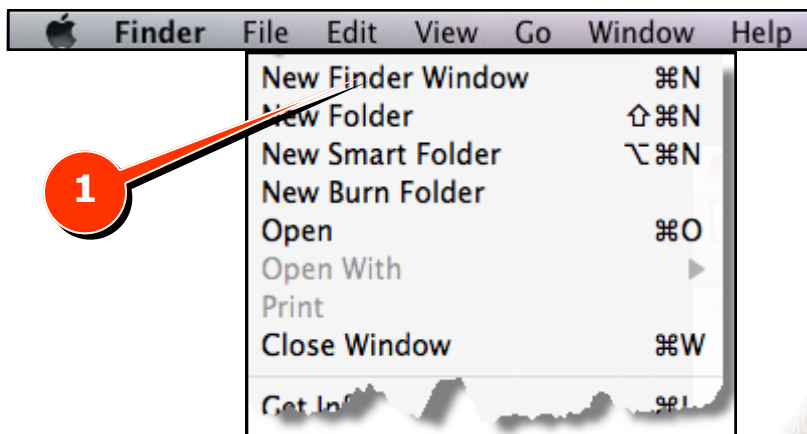 Finder File Edit View Go Window Help
New Finder Window ⌘N
New Folder ⇧⌘N
1
New Smart Folder ⌥⌘N
New Burn Folder
Open ⌘O
Open With ▶
Print
Close Window ⌘W
Get